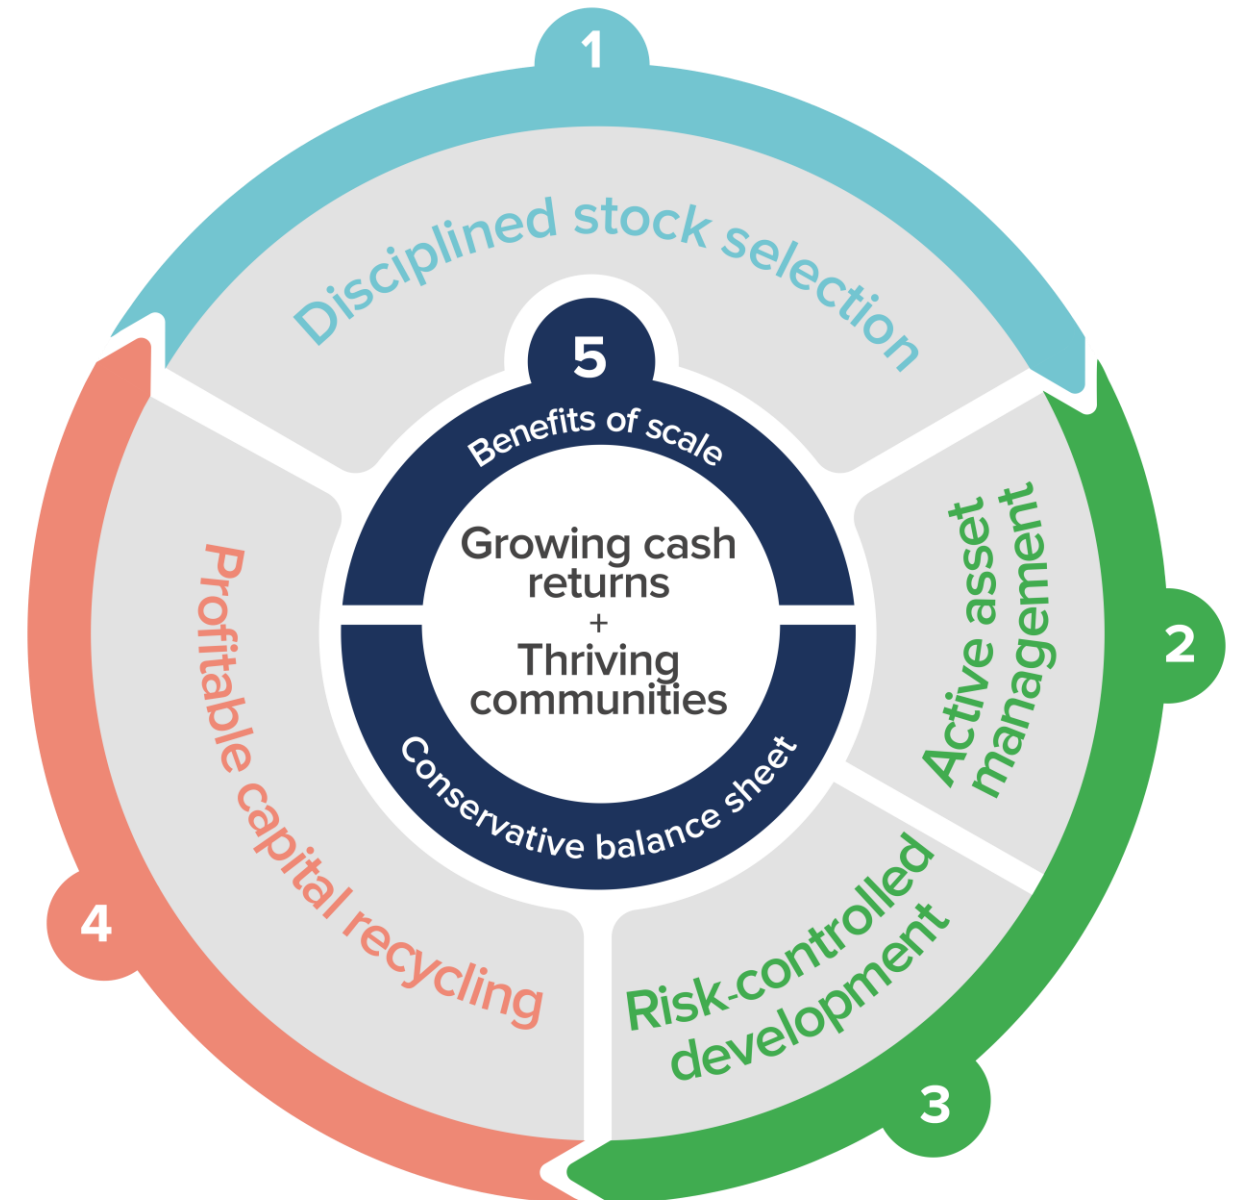 1
Disciplined stock selection
2
Active asset
management
3
Risk-controlled
development
4
Profitable capital recycling
5
Benefits of scale
Growing cash
returns
+
Thriving
communities
Conservative balance sheet